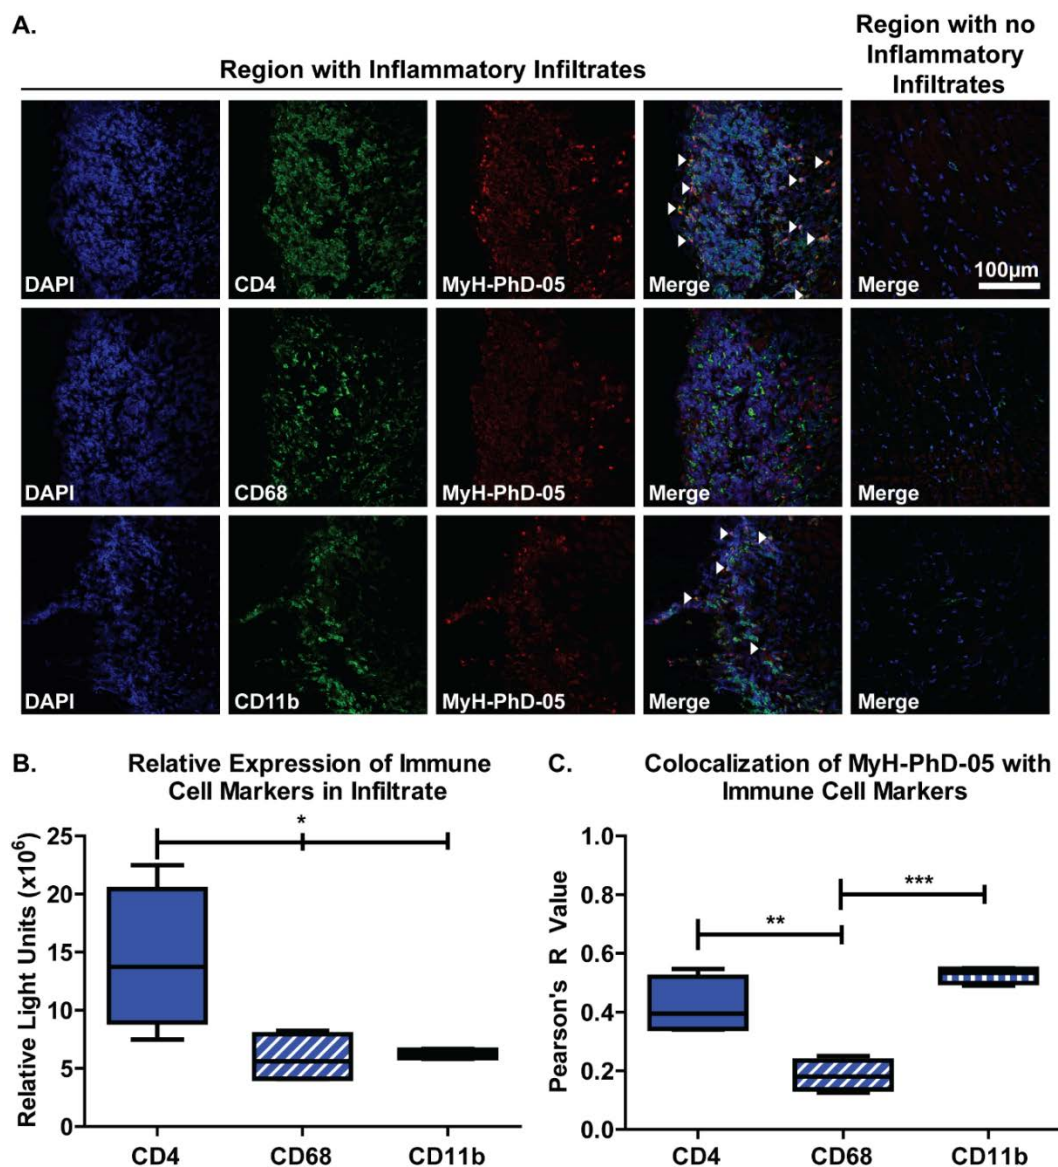 A.
Region with Inflammatory Infiltrates
Region with no
Inflammatory
Infiltrates
DAPI
CD4
MyH-PhD-05
Merge
100µm
Merge
DAPI
CD68
MyH-PhD-05
Merge
Merge
DAPI
CD11b
MyH-PhD-05
Merge
Merge
B.
Relative Expression of Immune
Cell Markers in Infiltrate
Relative Light Units (x10⁶)
25
20
15
10
5
0
*
CD4
CD68
CD11b
C.
Colocalization of MyH-PhD-05 with
Immune Cell Markers
Pearson's R Value
1.0
0.8
0.6
0.4
0.2
0.0
**
***
CD4
CD68
CD11b